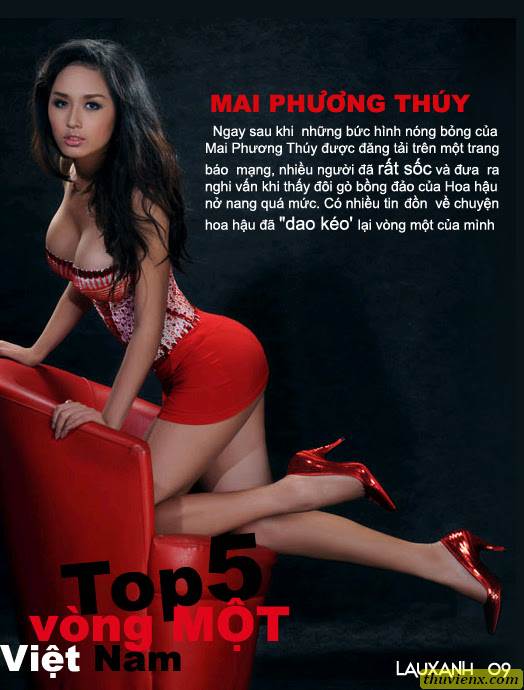 MAI PHƯƠNG THÚY
Ngay sau khi những bức hình nóng bỏng của
Mai Phương Thúy được đăng tải trên một trang
báo mạng, nhiều người đã rất sốc và đưa ra
nghi vấn khi thấy đôi gò bồng đảo của Hoa hậu
nở nang quá mức. Có nhiều tin đồn về chuyện
hoa hậu đã "dao kéo' lại vòng một của mình
Top5
vòng MỘT
Việt Nam
LAUXANH 09
thuvienx.com